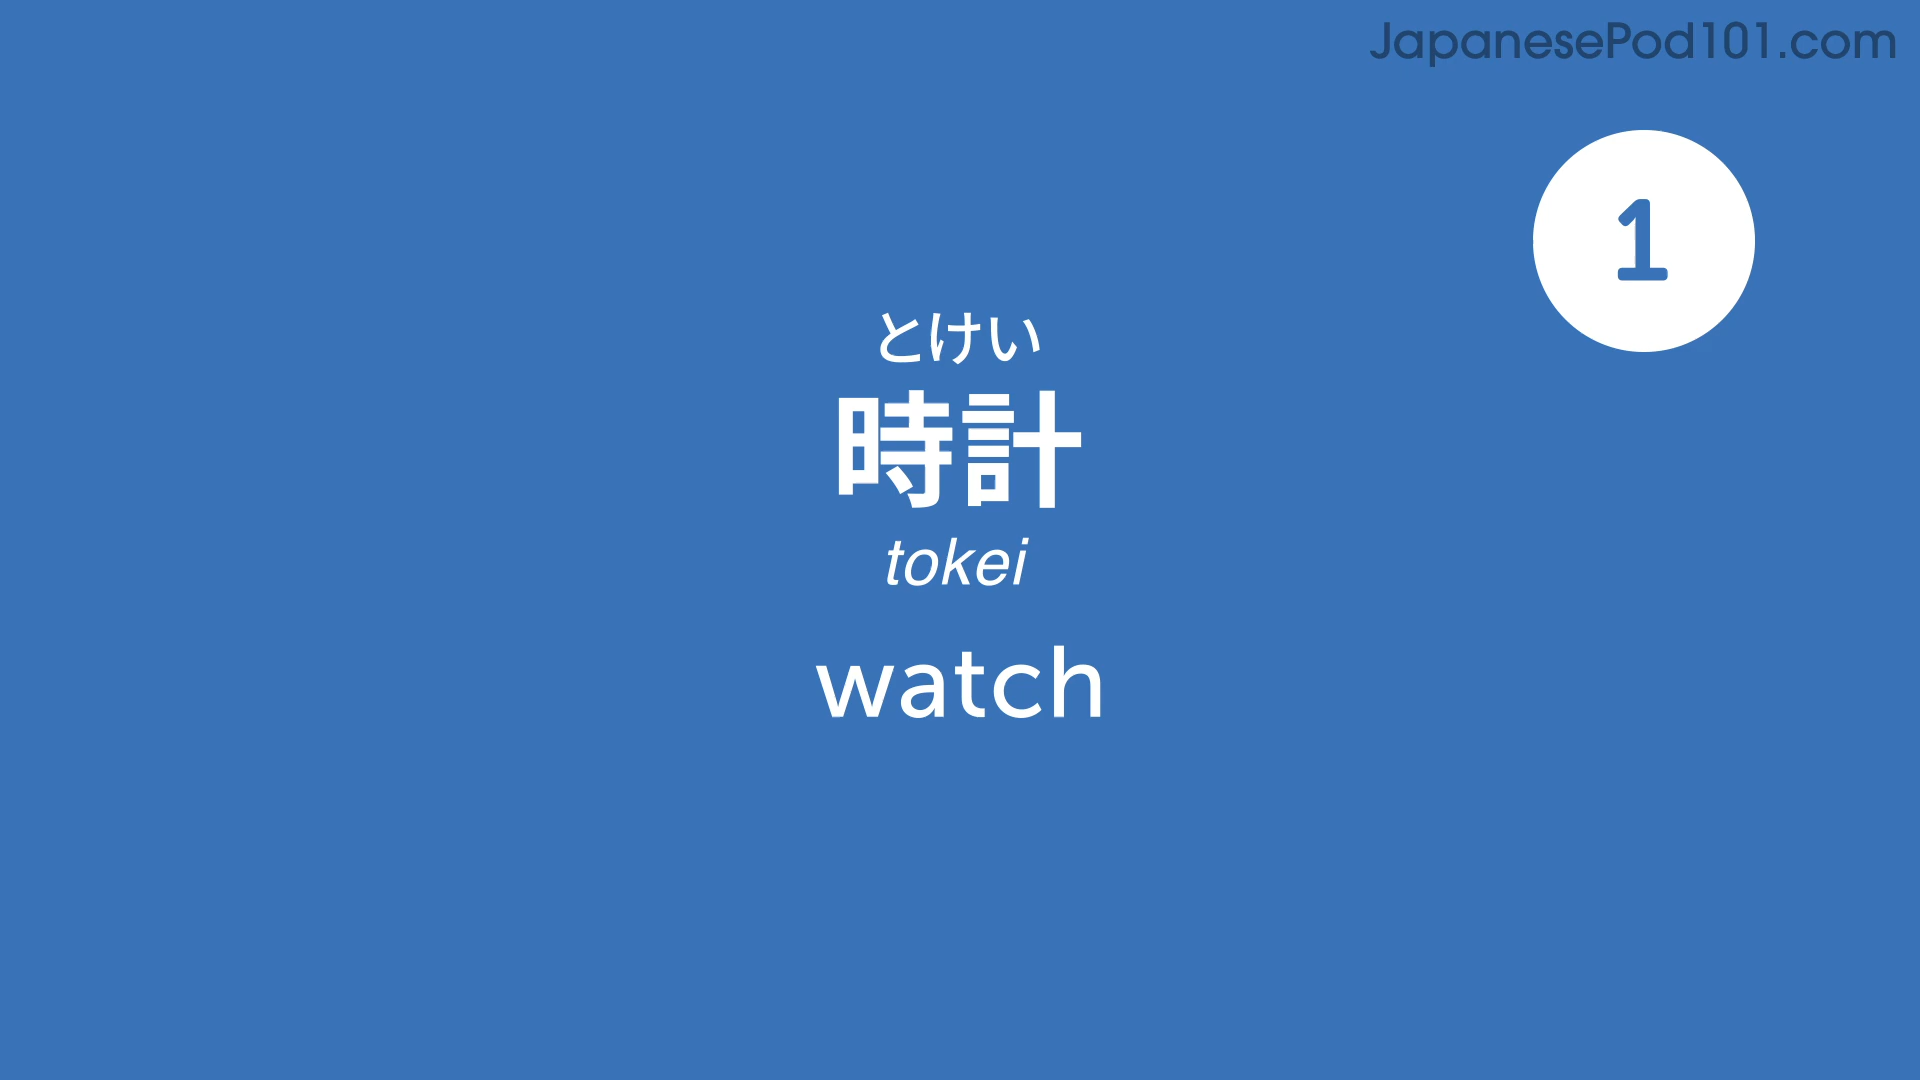 JapanesePod101.com
1
とけい
時計
tokei
watch